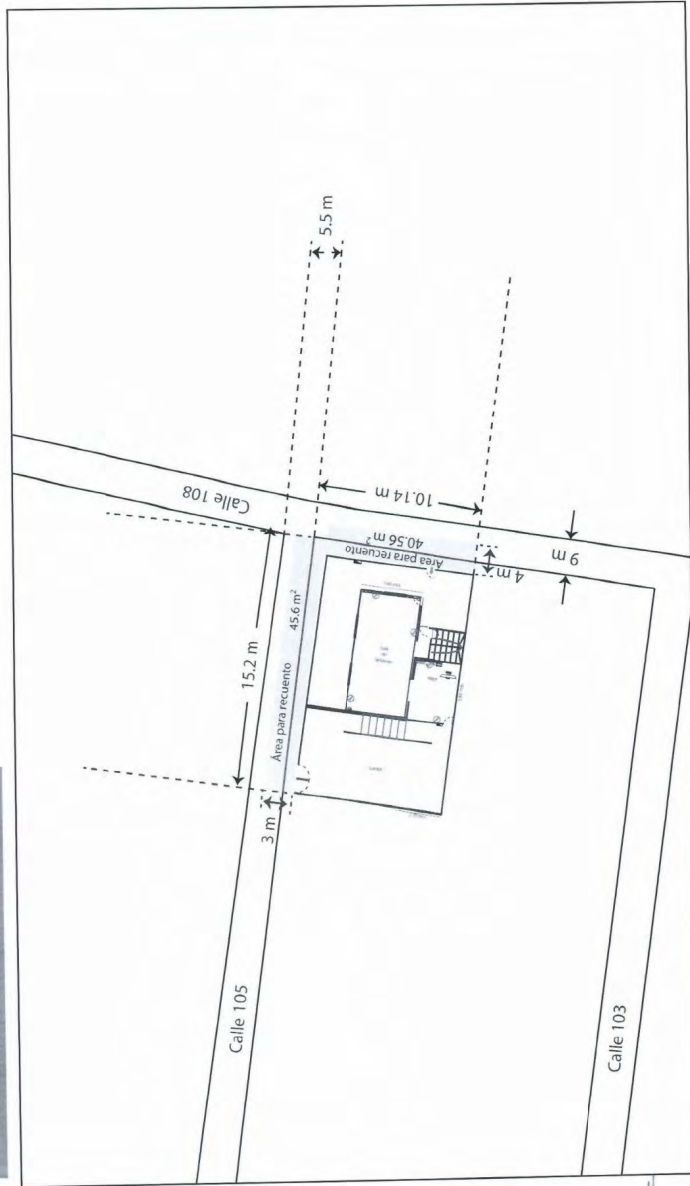 5.5 m
Calle 108
10.14 m
Área para recuento
40.56 m²
15.2 m
45.6 m²
Área para recuento
4 m
9 m
3 m
Calle 105
Calle 103